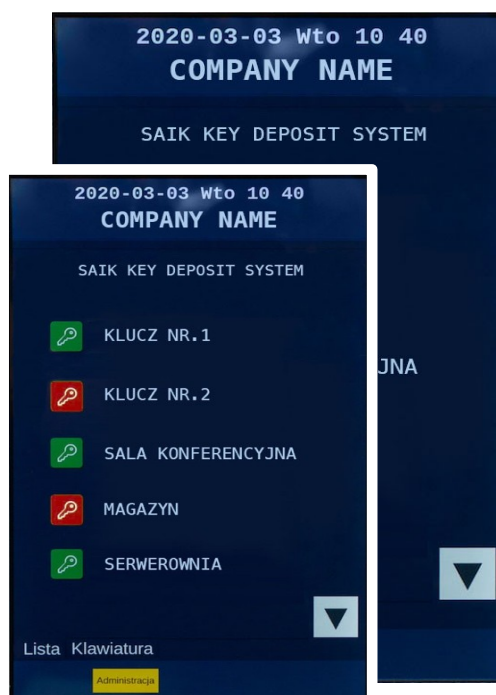 2020-03-03 Wto 10 40
COMPANY NAME
SAIK KEY DEPOSIT SYSTEM
JNA
2020-03-03 Wto 10 40
COMPANY NAME
SAIK KEY DEPOSIT SYSTEM
KLUCZ NR.1
KLUCZ NR.2
SALA KONFERENCYJNA
MAGAZYN
SERWEROWNIA
Lista Klawiatura
Administracja